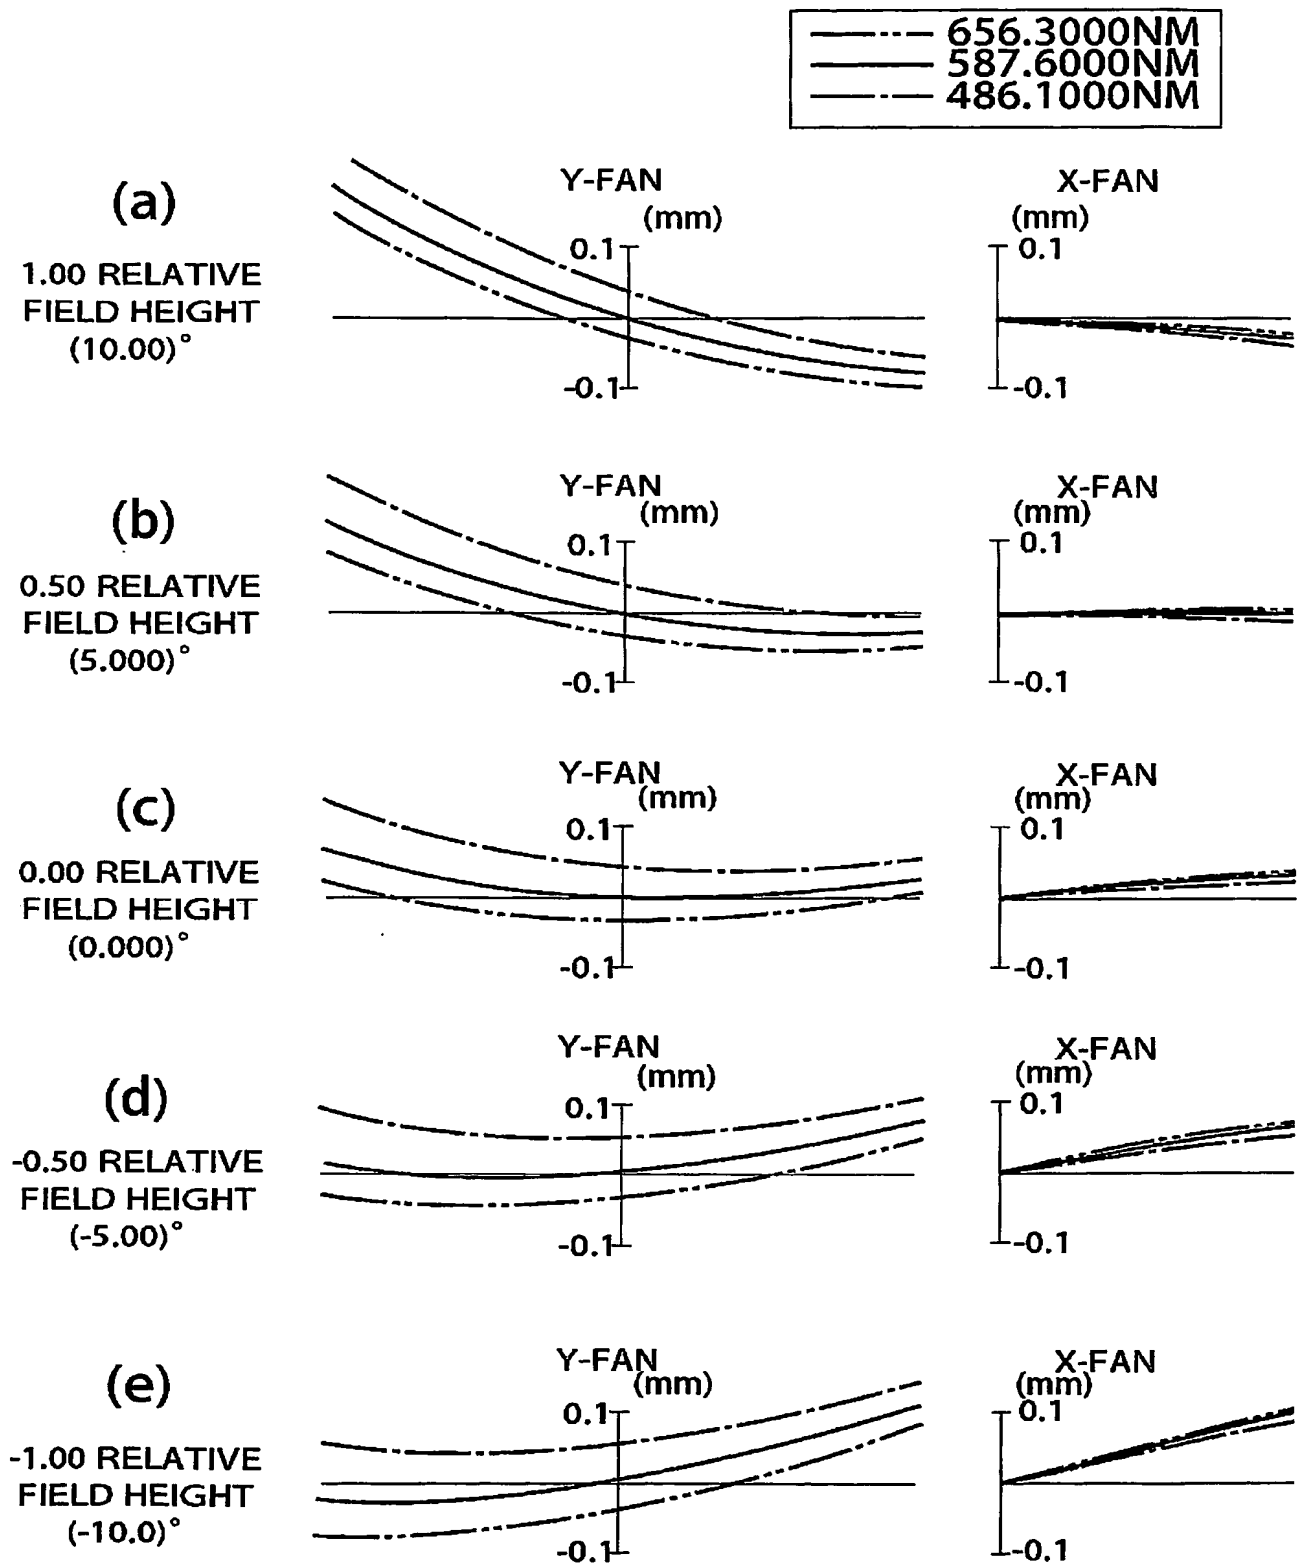 656.3000NM
587.6000NM
486.1000NM
(a)
1.00 RELATIVE
FIELD HEIGHT
(10.00)°
Y-FAN
(mm)
0.1
-0.1
X-FAN
(mm)
0.1
-0.1
(b)
0.50 RELATIVE
FIELD HEIGHT
(5.000)°
Y-FAN
(mm)
0.1
-0.1
X-FAN
(mm)
0.1
-0.1
(c)
0.00 RELATIVE
FIELD HEIGHT
(0.000)°
Y-FAN
(mm)
0.1
-0.1
X-FAN
(mm)
0.1
-0.1
(d)
-0.50 RELATIVE
FIELD HEIGHT
(-5.00)°
Y-FAN
(mm)
0.1
-0.1
X-FAN
(mm)
0.1
-0.1
(e)
-1.00 RELATIVE
FIELD HEIGHT
(-10.0)°
Y-FAN
(mm)
0.1
-0.1
X-FAN
(mm)
0.1
-0.1